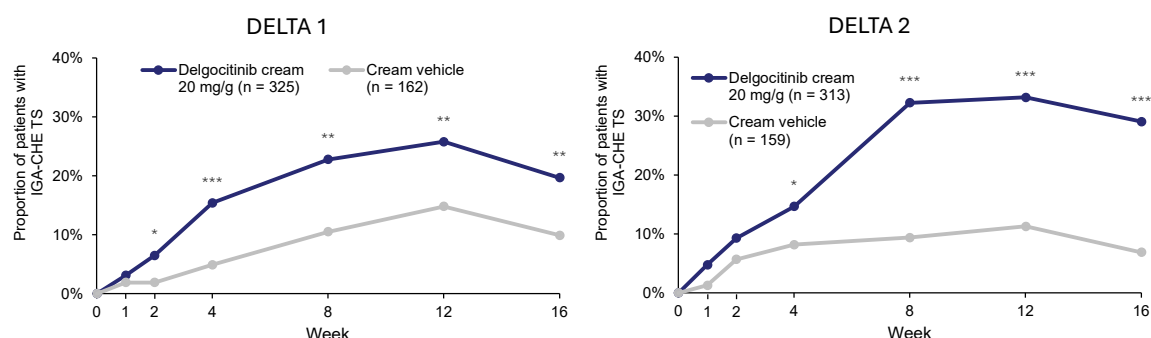 DELTA 1
Proportion of patients with
IGA-CHE TS
40%
30%
20%
10%
0%
Delgocitinib cream
20 mg/g (n = 325)
Cream vehicle
(n = 162)
*
***
**
**
**
0 1 2 4 8 12 16
Week
DELTA 2
Proportion of patients with
IGA-CHE TS
40%
30%
20%
10%
0%
Delgocitinib cream
20 mg/g (n = 313)
Cream vehicle
(n = 159)
*
***
***
***
0 1 2 4 8 12 16
Week